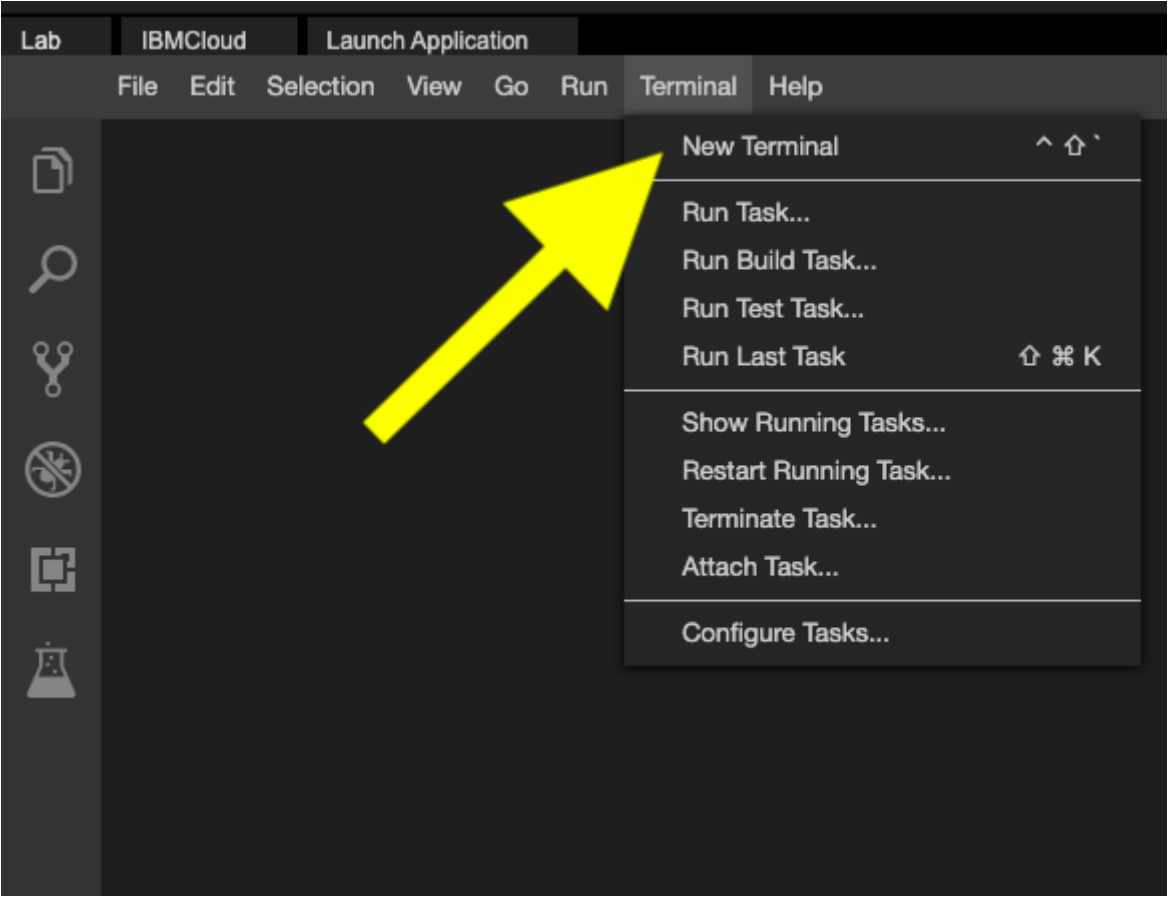 Lab IBMCloud Launch Application
File Edit Selection View Go Run Terminal Help
New Terminal ^ ⇧ `
Run Task...
Run Build Task...
Run Test Task...
Run Last Task ⇧ ⌘ K
Show Running Tasks...
Restart Running Task...
Terminate Task...
Attach Task...
Configure Tasks...